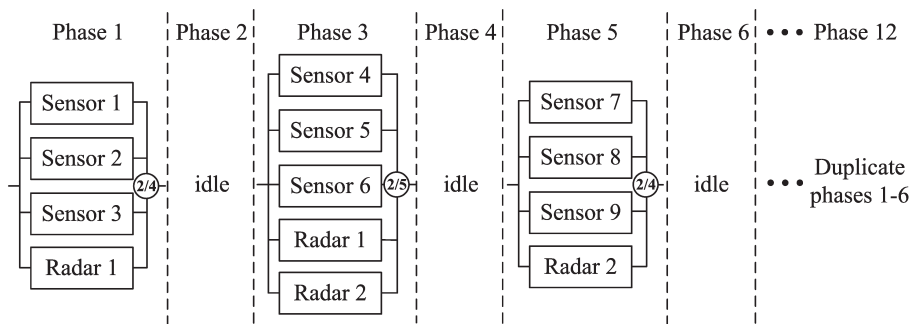 Phase 1
Phase 2
Phase 3
Phase 4
Phase 5
Phase 6
••• Phase 12
Sensor 1
Sensor 2
Sensor 3
Radar 1
2/4
idle
Sensor 4
Sensor 5
Sensor 6
Radar 1
Radar 2
2/5
idle
Sensor 7
Sensor 8
Sensor 9
Radar 2
2/4
idle
••• Duplicate
phases 1-6